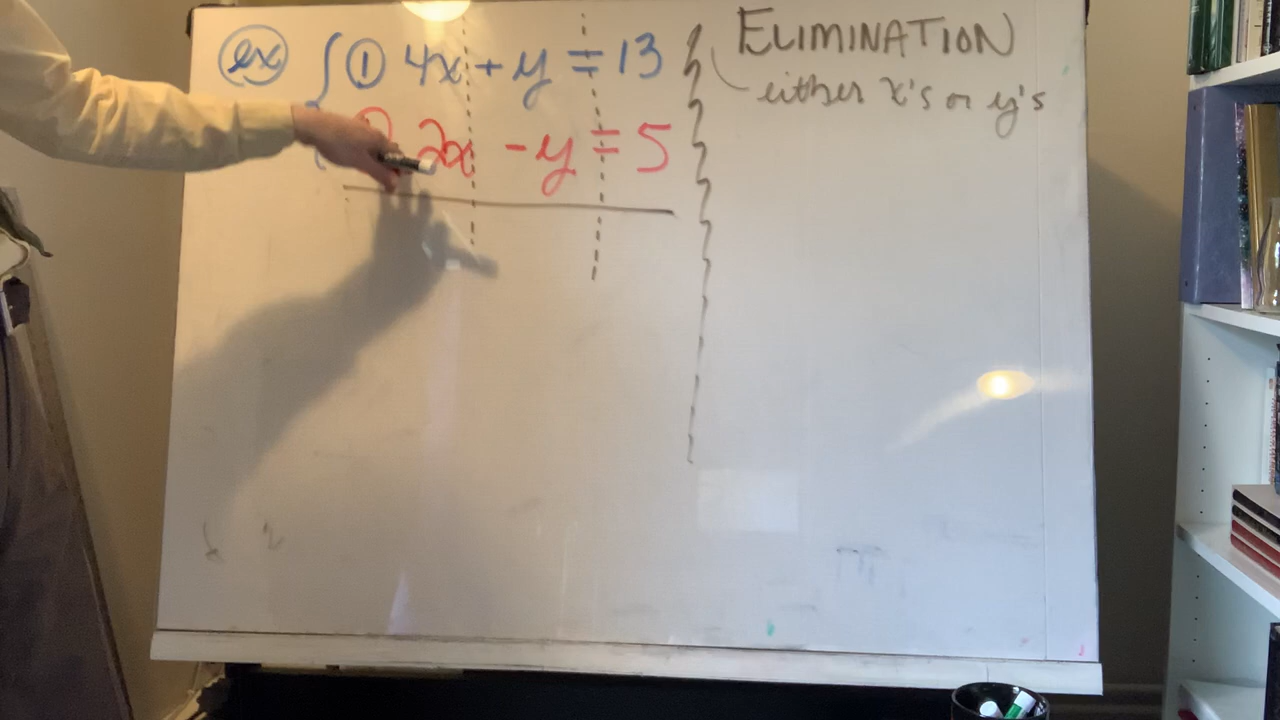 ex ① 4x + y = 13
2x - y = 5
ELIMINATION
either x's or y's